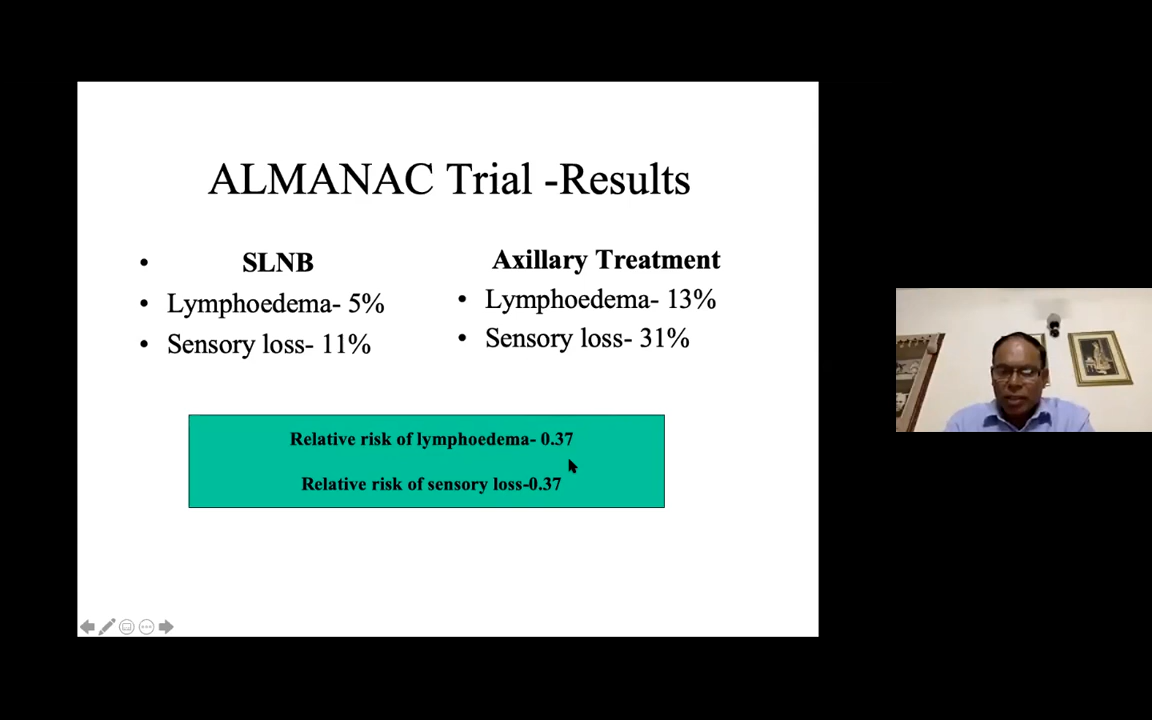 ALMANAC Trial -Results
• SLNB
• Lymphoedema- 5%
• Sensory loss- 11%
Axillary Treatment
• Lymphoedema- 13%
• Sensory loss- 31%
Relative risk of lymphoedema- 0.37
Relative risk of sensory loss-0.37